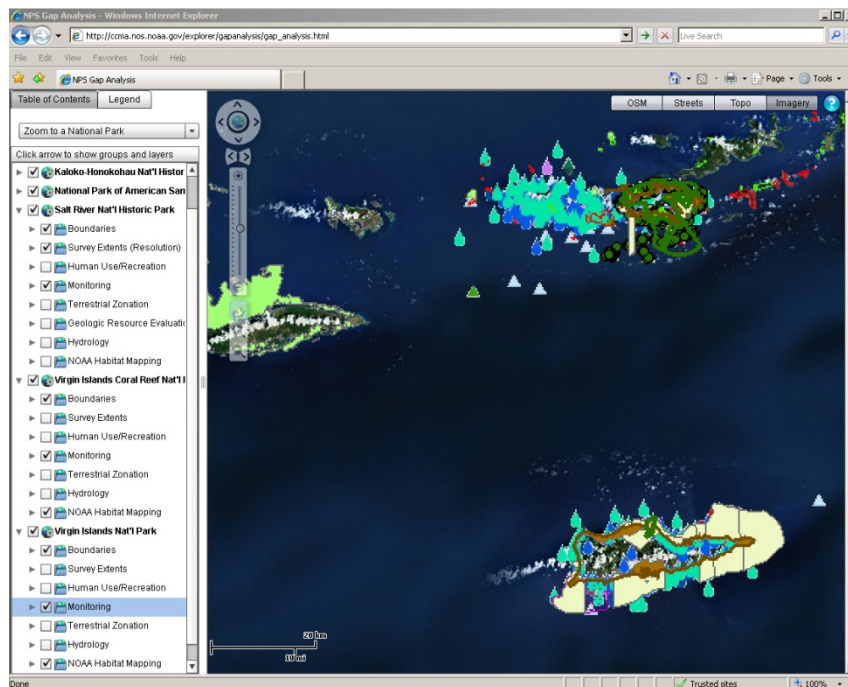 NPS Gap Analysis - Windows Internet Explorer
http://ccma.nos.noaa.gov/explorer/gapanalysis/gap_analysis.html
Live Search
File Edit View Favorites Tools Help
NPS Gap Analysis
Page Tools
Table of Contents Legend
OSM Streets Topo Imagery ?
Zoom to a National Park
Click arrow to show groups and layers
Kaloko-Honokohau Nat'l Histor
National Park of American San
Salt River Nat'l Historic Park
Boundaries
Survey Extents (Resolution)
Human Use/Recreation
Monitoring
Terrestrial Zonation
Geologic Resource Evaluatic
Hydrology
NOAA Habitat Mapping
Virgin Islands Coral Reef Nat'l I
Boundaries
Survey Extents
Human Use/Recreation
Monitoring
Terrestrial Zonation
Hydrology
NOAA Habitat Mapping
Virgin Islands Nat'l Park
Boundaries
Survey Extents
Human Use/Recreation
Monitoring
Terrestrial Zonation
Hydrology
NOAA Habitat Mapping
20 km
10 mi
Done Trusted sites 100%